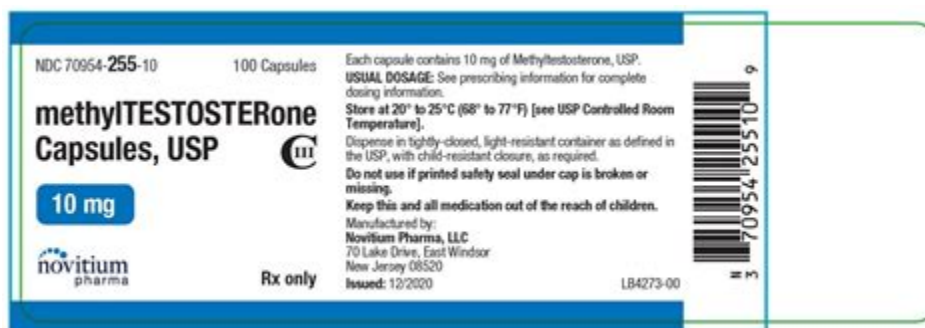 NDC 70954-255-10 100 Capsules
methylTESTOSTERone
Capsules, USP CIII
10 mg
novitium
pharma
Rx only
Each capsule contains 10 mg of Methyltestosterone, USP.
USUAL DOSAGE: See prescribing information for complete
dosing information.
Store at 20° to 25°C (68° to 77°F) [see USP Controlled Room
Temperature].
Dispense in tightly-closed, light-resistant container as defined in
the USP, with child-resistant closure, as required.
Do not use if printed safety seal under cap is broken or
missing.
Keep this and all medication out of the reach of children.
Manufactured by:
Novitium Pharma, LLC
70 Lake Drive, East Windsor
New Jersey 08520
Issued: 12/2020 LB4273-00
N
3 70954 25510 9